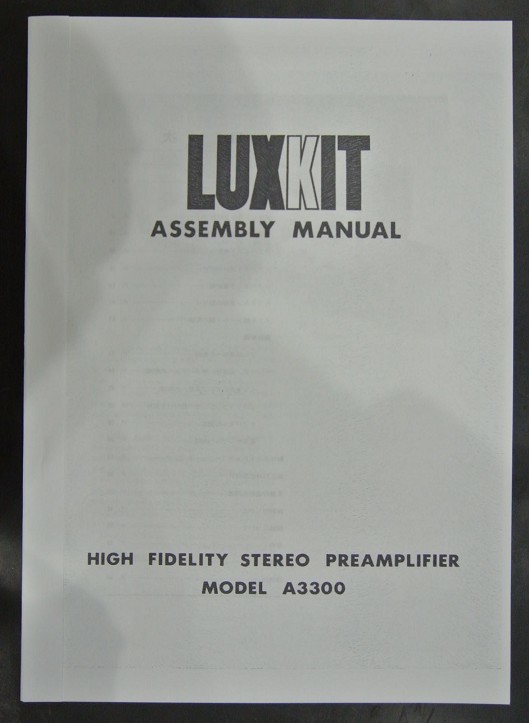 LUXKIT
ASSEMBLY MANUAL
HIGH FIDELITY STEREO PREAMPLIFIER
MODEL A3300